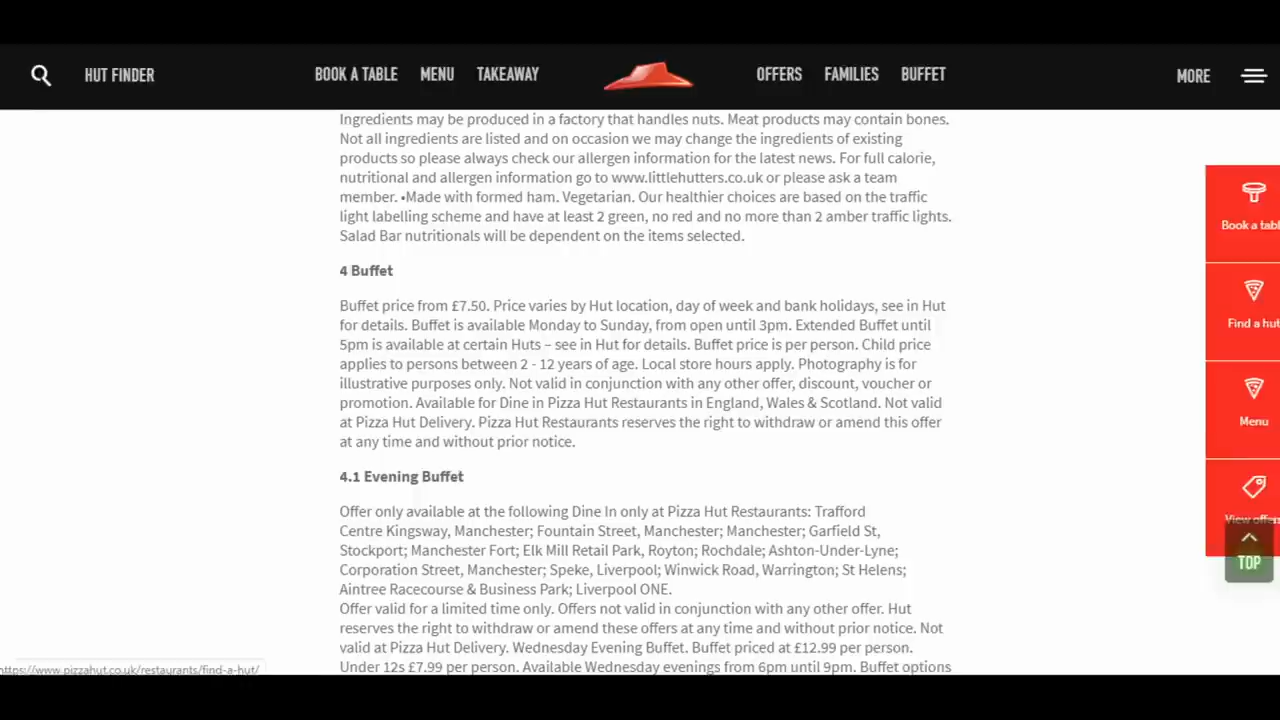 HUT FINDER
BOOK A TABLE MENU TAKEAWAY
OFFERS FAMILIES BUFFET
MORE
Ingredients may be produced in a factory that handles nuts. Meat products may contain bones.
Not all ingredients are listed and on occasion we may change the ingredients of existing
products so please always check our allergen information for the latest news. For full calorie,
nutritional and allergen information go to www.littlehutters.co.uk or please ask a team
member. •Made with formed ham. Vegetarian. Our healthier choices are based on the traffic
light labelling scheme and have at least 2 green, no red and no more than 2 amber traffic lights.
Salad Bar nutritionals will be dependent on the items selected.
4 Buffet
Buffet price from £7.50. Price varies by Hut location, day of week and bank holidays, see in Hut
for details. Buffet is available Monday to Sunday, from open until 3pm. Extended Buffet until
5pm is available at certain Huts – see in Hut for details. Buffet price is per person. Child price
applies to persons between 2 - 12 years of age. Local store hours apply. Photography is for
illustrative purposes only. Not valid in conjunction with any other offer, discount, voucher or
promotion. Available for Dine in Pizza Hut Restaurants in England, Wales & Scotland. Not valid
at Pizza Hut Delivery. Pizza Hut Restaurants reserves the right to withdraw or amend this offer
at any time and without prior notice.
4.1 Evening Buffet
Offer only available at the following Dine In only at Pizza Hut Restaurants: Trafford
Centre Kingsway, Manchester; Fountain Street, Manchester; Manchester; Garfield St,
Stockport; Manchester Fort; Elk Mill Retail Park, Royton; Rochdale; Ashton-Under-Lyne;
Corporation Street, Manchester; Speke, Liverpool; Winwick Road, Warrington; St Helens;
Aintree Racecourse & Business Park; Liverpool ONE.
Offer valid for a limited time only. Offers not valid in conjunction with any other offer. Hut
reserves the right to withdraw or amend these offers at any time and without prior notice. Not
valid at Pizza Hut Delivery. Wednesday Evening Buffet. Buffet priced at £12.99 per person.
Under 12s £7.99 per person. Available Wednesday evenings from 6pm until 9pm. Buffet options
Book a tabl
Find a hut
Menu
View offers
TOP
https://www.pizzahut.co.uk/restaurants/find-a-hut/